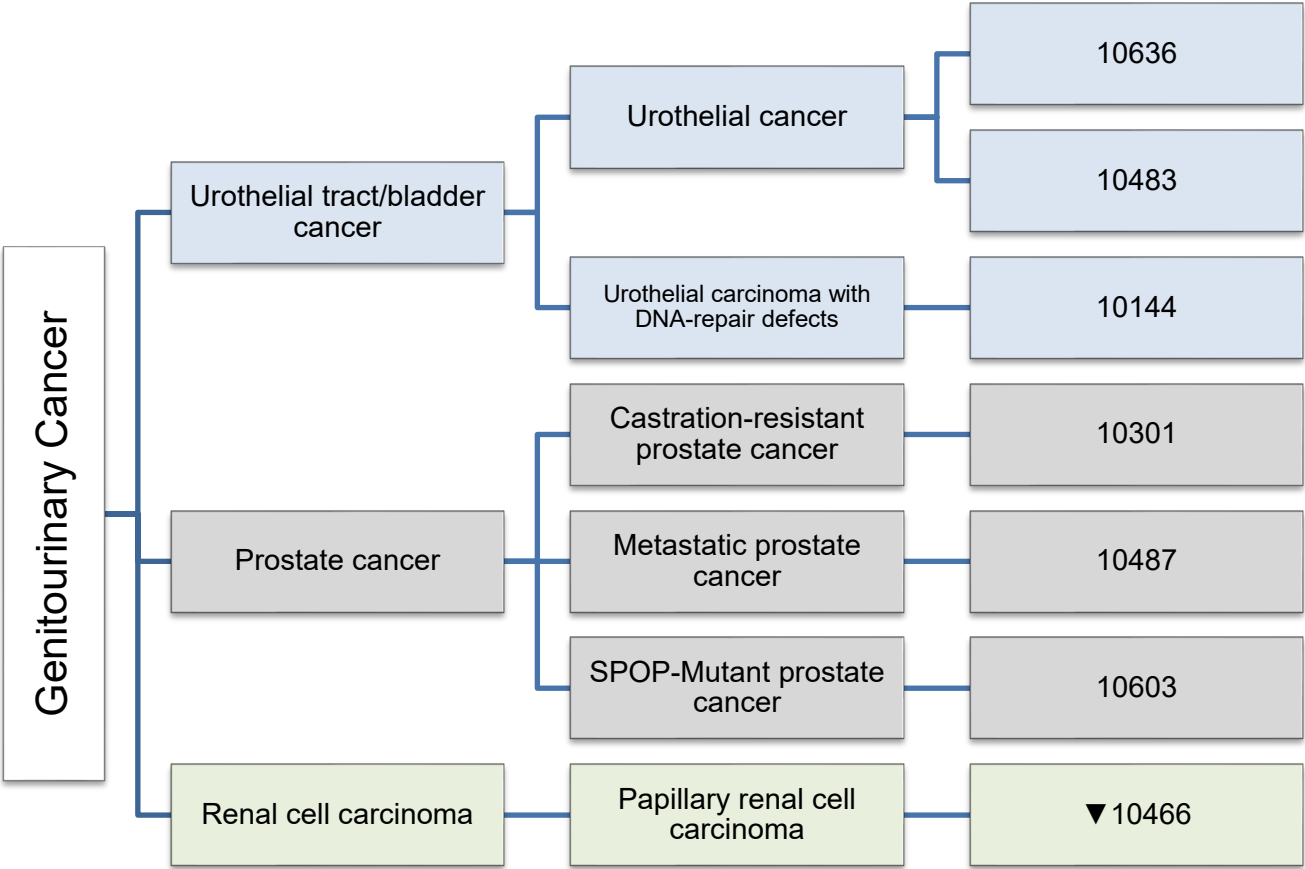 Genitourinary Cancer
Urothelial tract/bladder
cancer
Urothelial cancer
10636
10483
Urothelial carcinoma with
DNA-repair defects
10144
Prostate cancer
Castration-resistant
prostate cancer
10301
Metastatic prostate
cancer
10487
SPOP-Mutant prostate
cancer
10603
Renal cell carcinoma
Papillary renal cell
carcinoma
▼10466